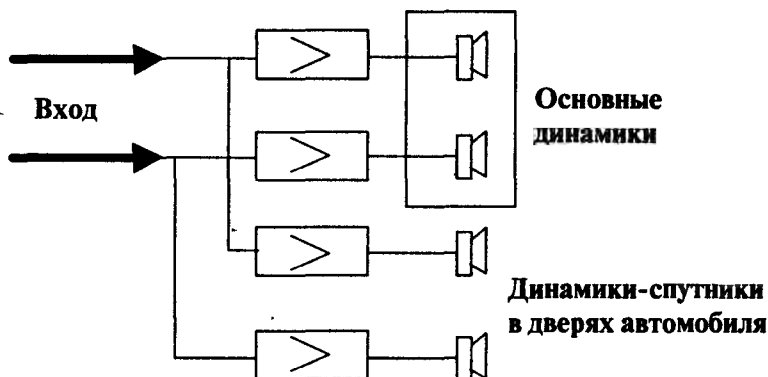 Вход
Основные
динамики
Динамики-спутники
в дверях автомобиля